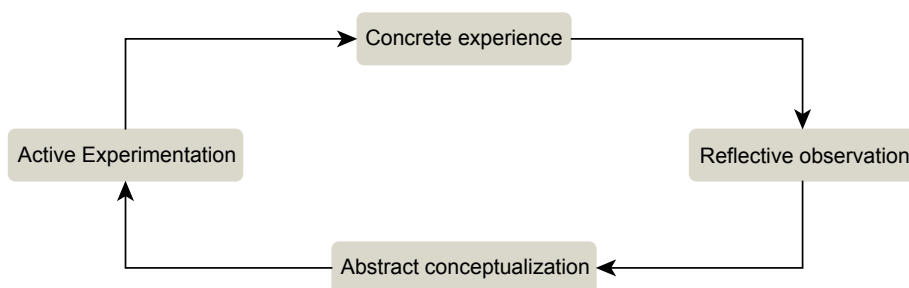 Concrete experience
Active Experimentation
Reflective observation
Abstract conceptualization